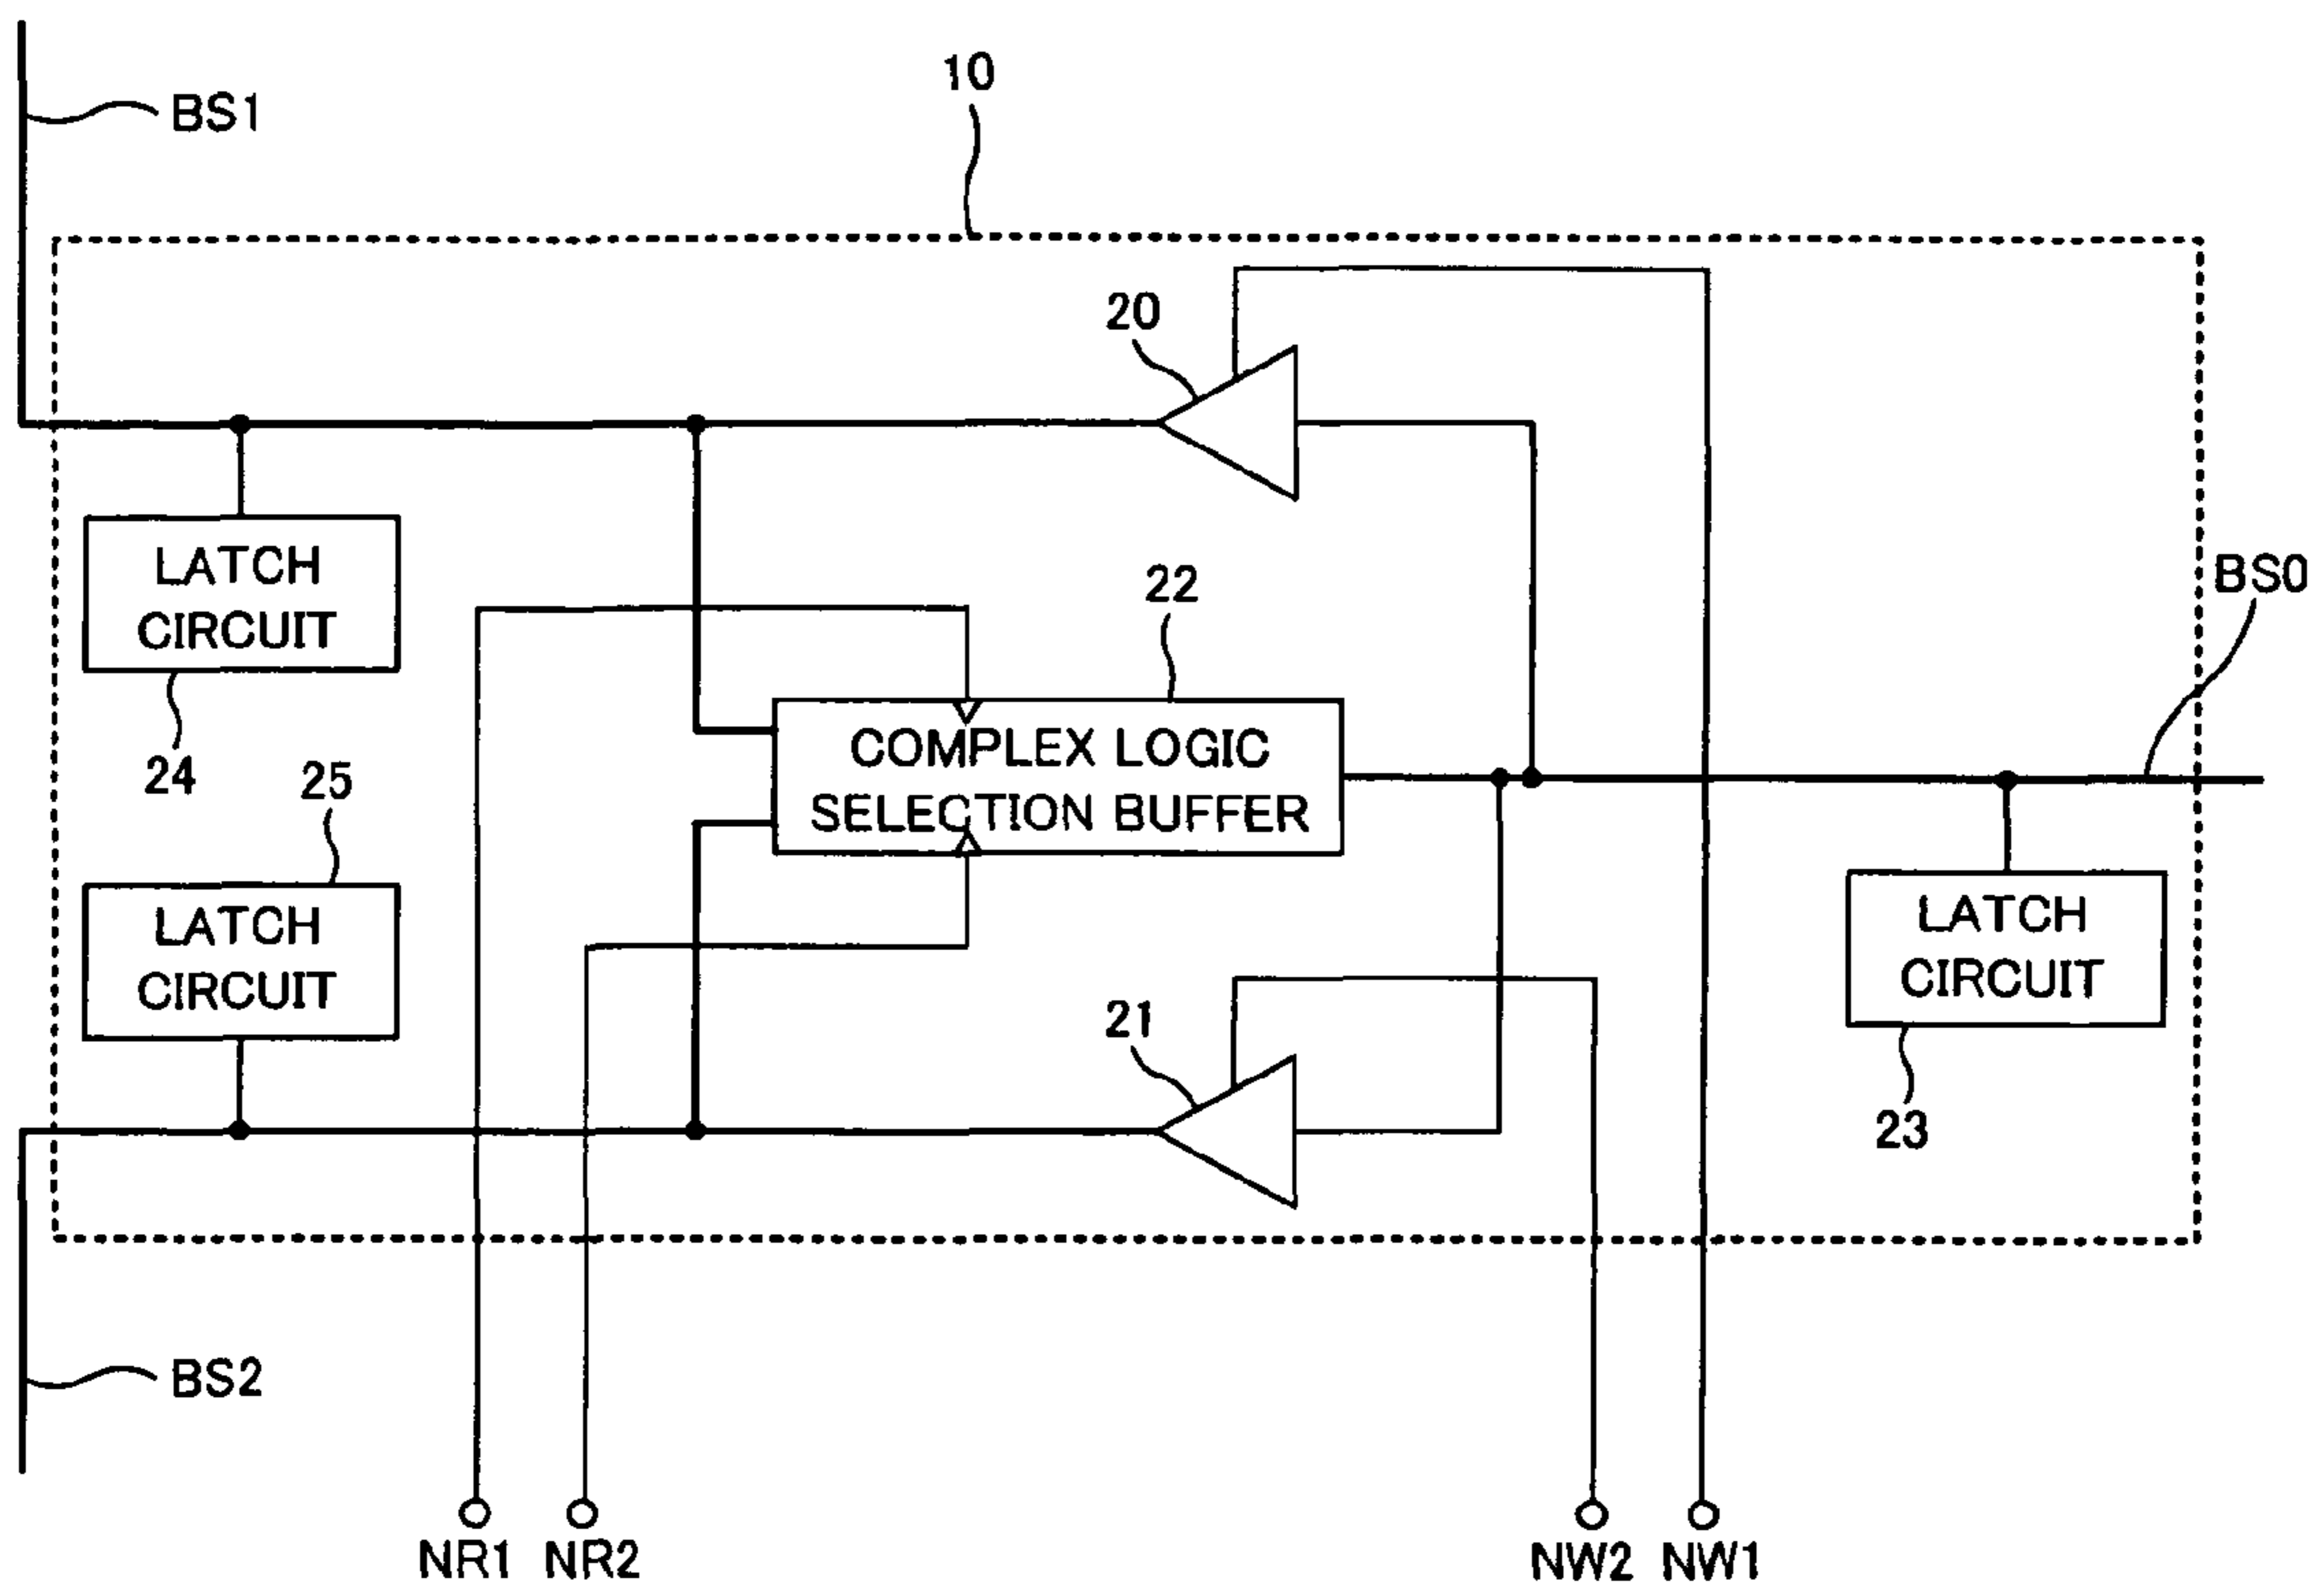 10
BS1
20
BS0
22
LATCH
CIRCUIT
24
COMPLEX LOGIC
SELECTION BUFFER
25
LATCH
CIRCUIT
LATCH
CIRCUIT
23
21
BS2
NR1 NR2 NW2 NW1